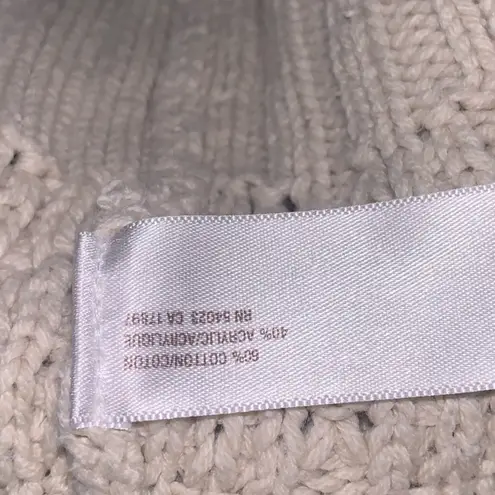 60% COTTON/COTON
40% ACRYLIC/ACRYLIQUE
RN 54023 CA 17897